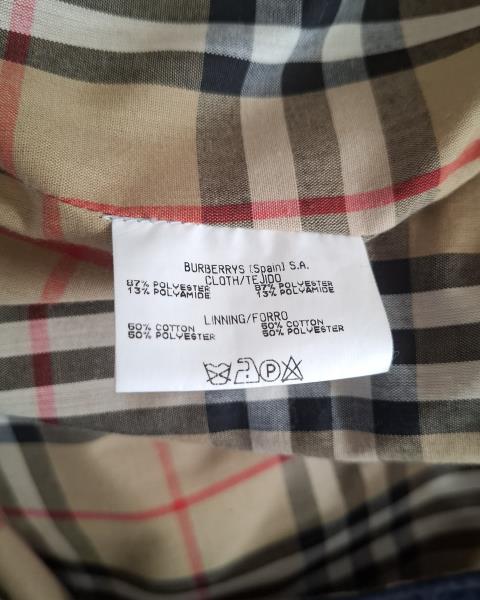 BURBERRYS [Spain] S.A.
CLOTH/TEJIDO
87% POLYESTER 87% POLYESTER
13% POLYAMIDE 13% POLYAMIDE
LINNING/FORRO
50% COTTON 50% COTTON
50% POLYESTER 50% POLYESTER
P